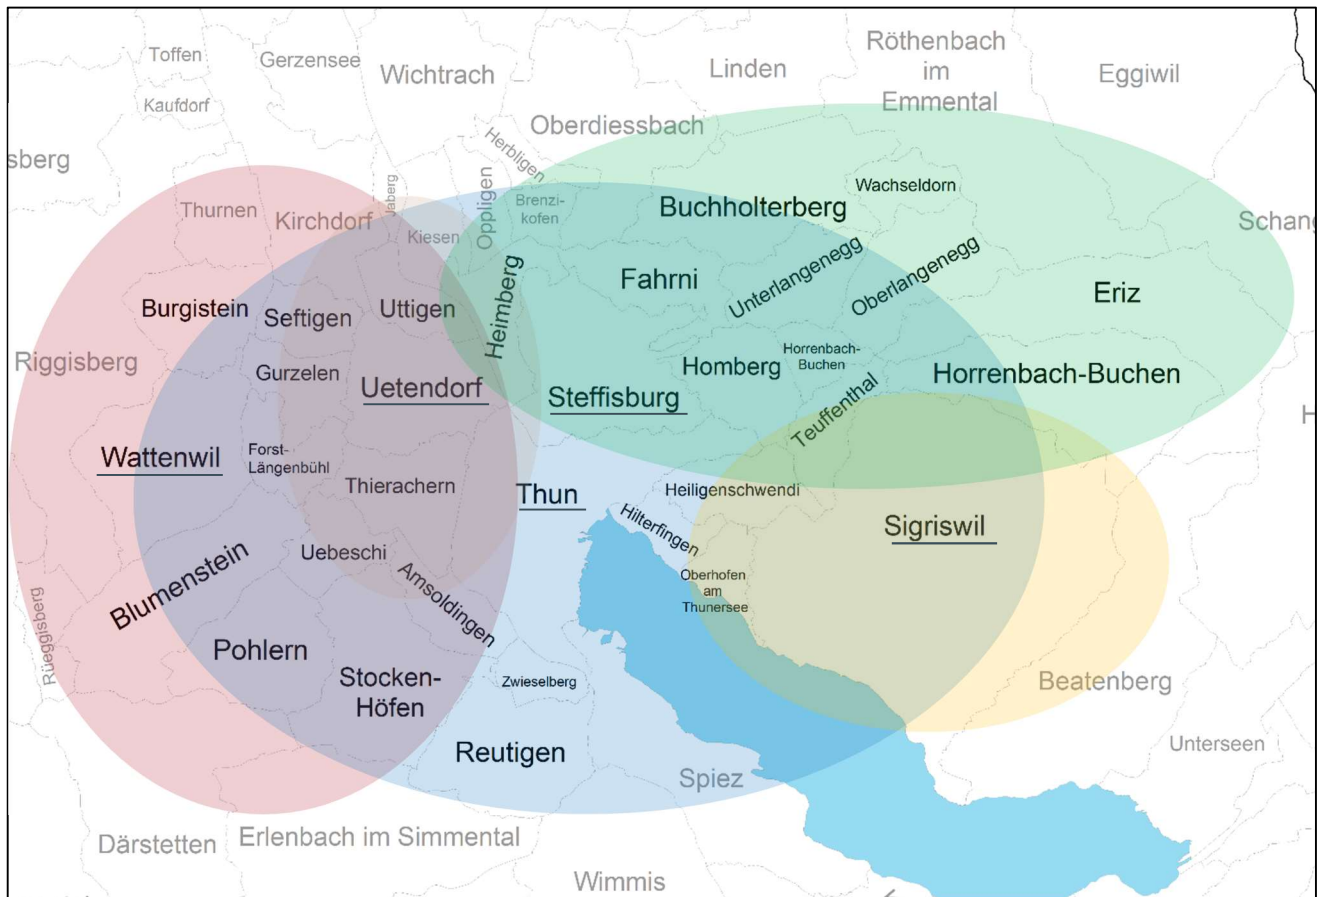 Toffen
Gerzensee
Wichtrach
Linden
Röthenbach
im
Emmental
Eggiwil
Kaufdorf
Oberdiessbach
Herbligen
sberg
Thurnen
Kirchdorf
Jaberg
Kiesen
Oppligen
Brenzi-
kofen
Buchholterberg
Wachseldorn
Schang
Burgistein
Seftigen
Uttigen
Heimberg
Fahrni
Unterlangenegg
Oberlangenegg
Eriz
Riggisberg
Gurzelen
Uetendorf
Steffisburg
Homberg
Horrenbach-
Buchen
Teuffenthal
Horrenbach-Buchen
H
Wattenwil
Forst-
Längenbühl
Thierachern
Thun
Heiligenschwendi
Hilterfingen
Sigriswil
Uebeschi
Amsoldingen
Oberhofen
am
Thunersee
Blumenstein
Rüeggisberg
Pohlern
Stocken-
Höfen
Zwieselberg
Beatenberg
Reutigen
Spiez
Unterseen
Därstetten
Erlenbach im Simmental
Wimmis